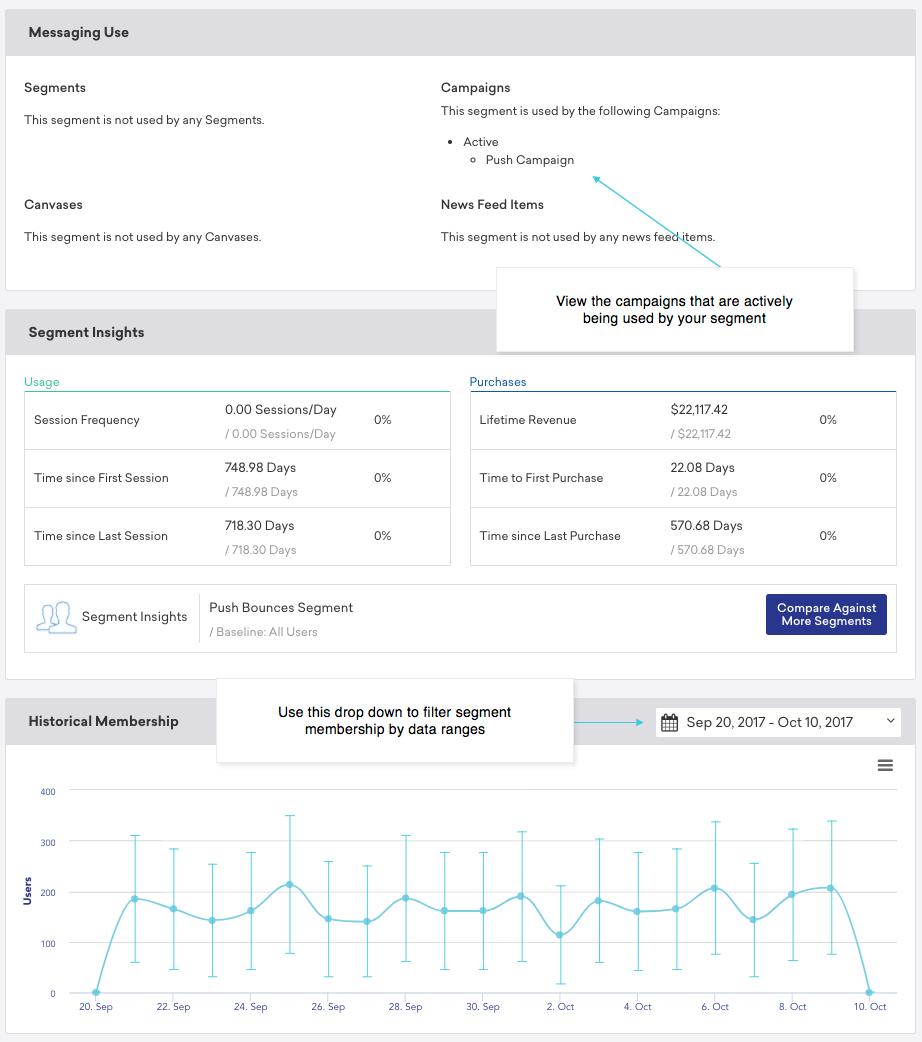 Messaging Use
Segments
This segment is not used by any Segments.
Campaigns
This segment is used by the following Campaigns:
Active
Push Campaign
Canvases
This segment is not used by any Canvases.
News Feed Items
This segment is not used by any news feed items.
View the campaigns that are actively
being used by your segment
Segment Insights
Usage
Session Frequency
0.00 Sessions/Day
/ 0.00 Sessions/Day
0%
Time since First Session
748.98 Days
/ 748.98 Days
0%
Time since Last Session
718.30 Days
/ 718.30 Days
0%
Purchases
Lifetime Revenue
$22,117.42
/ $22,117.42
0%
Time to First Purchase
22.08 Days
/ 22.08 Days
0%
Time since Last Purchase
570.68 Days
/ 570.68 Days
0%
Segment Insights
Push Bounces Segment
/ Baseline: All Users
Compare Against
More Segments
Historical Membership
Use this drop down to filter segment
membership by data ranges
Sep 20, 2017 - Oct 10, 2017
Users
400
300
200
100
0
20. Sep
22. Sep
24. Sep
26. Sep
28. Sep
30. Sep
2. Oct
4. Oct
6. Oct
8. Oct
10. Oct